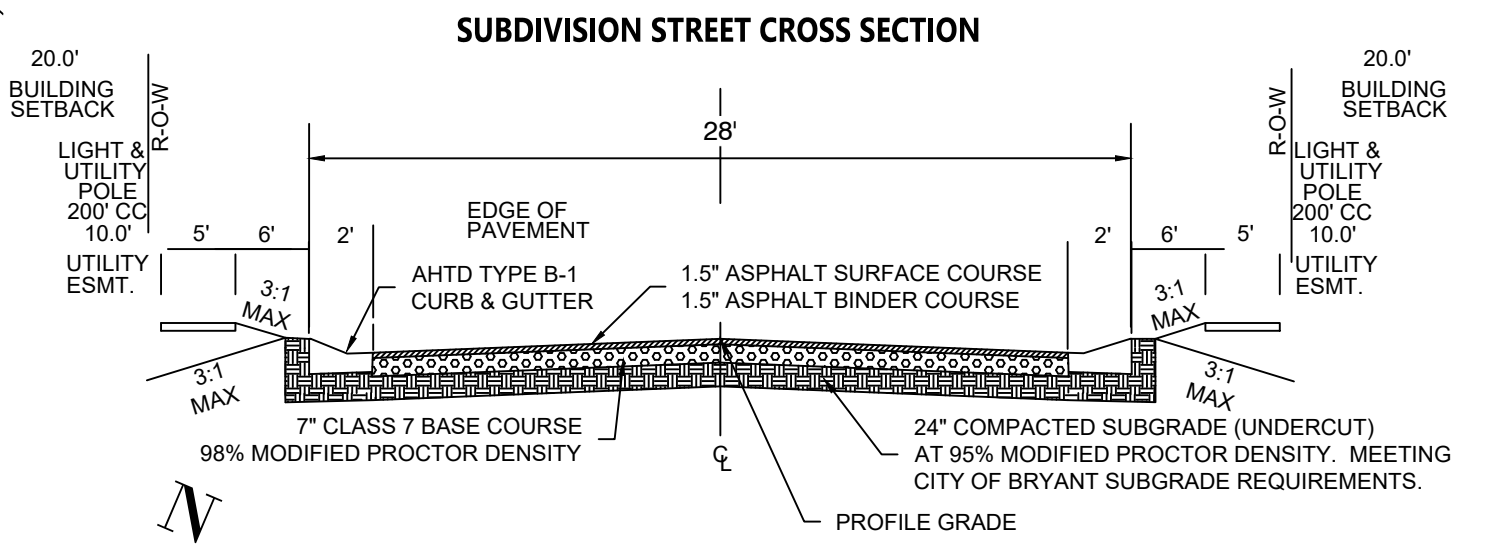 SUBDIVISION STREET CROSS SECTION
20.0'
BUILDING
SETBACK
R-O-W
LIGHT &
UTILITY
POLE
200' CC
10.0'
UTILITY
ESMT.
5'
6'
2'
28'
EDGE OF
PAVEMENT
AHTD TYPE B-1
CURB & GUTTER
1.5" ASPHALT SURFACE COURSE
1.5" ASPHALT BINDER COURSE
2'
6'
5'
20.0'
BUILDING
SETBACK
R-O-W
LIGHT &
UTILITY
POLE
200' CC
10.0'
UTILITY
ESMT.
3:1
MAX
3:1
MAX
3:1
MAX
3:1
MAX
7" CLASS 7 BASE COURSE
98% MODIFIED PROCTOR DENSITY
CL
24" COMPACTED SUBGRADE (UNDERCUT)
AT 95% MODIFIED PROCTOR DENSITY. MEETING
CITY OF BRYANT SUBGRADE REQUIREMENTS.
PROFILE GRADE
N